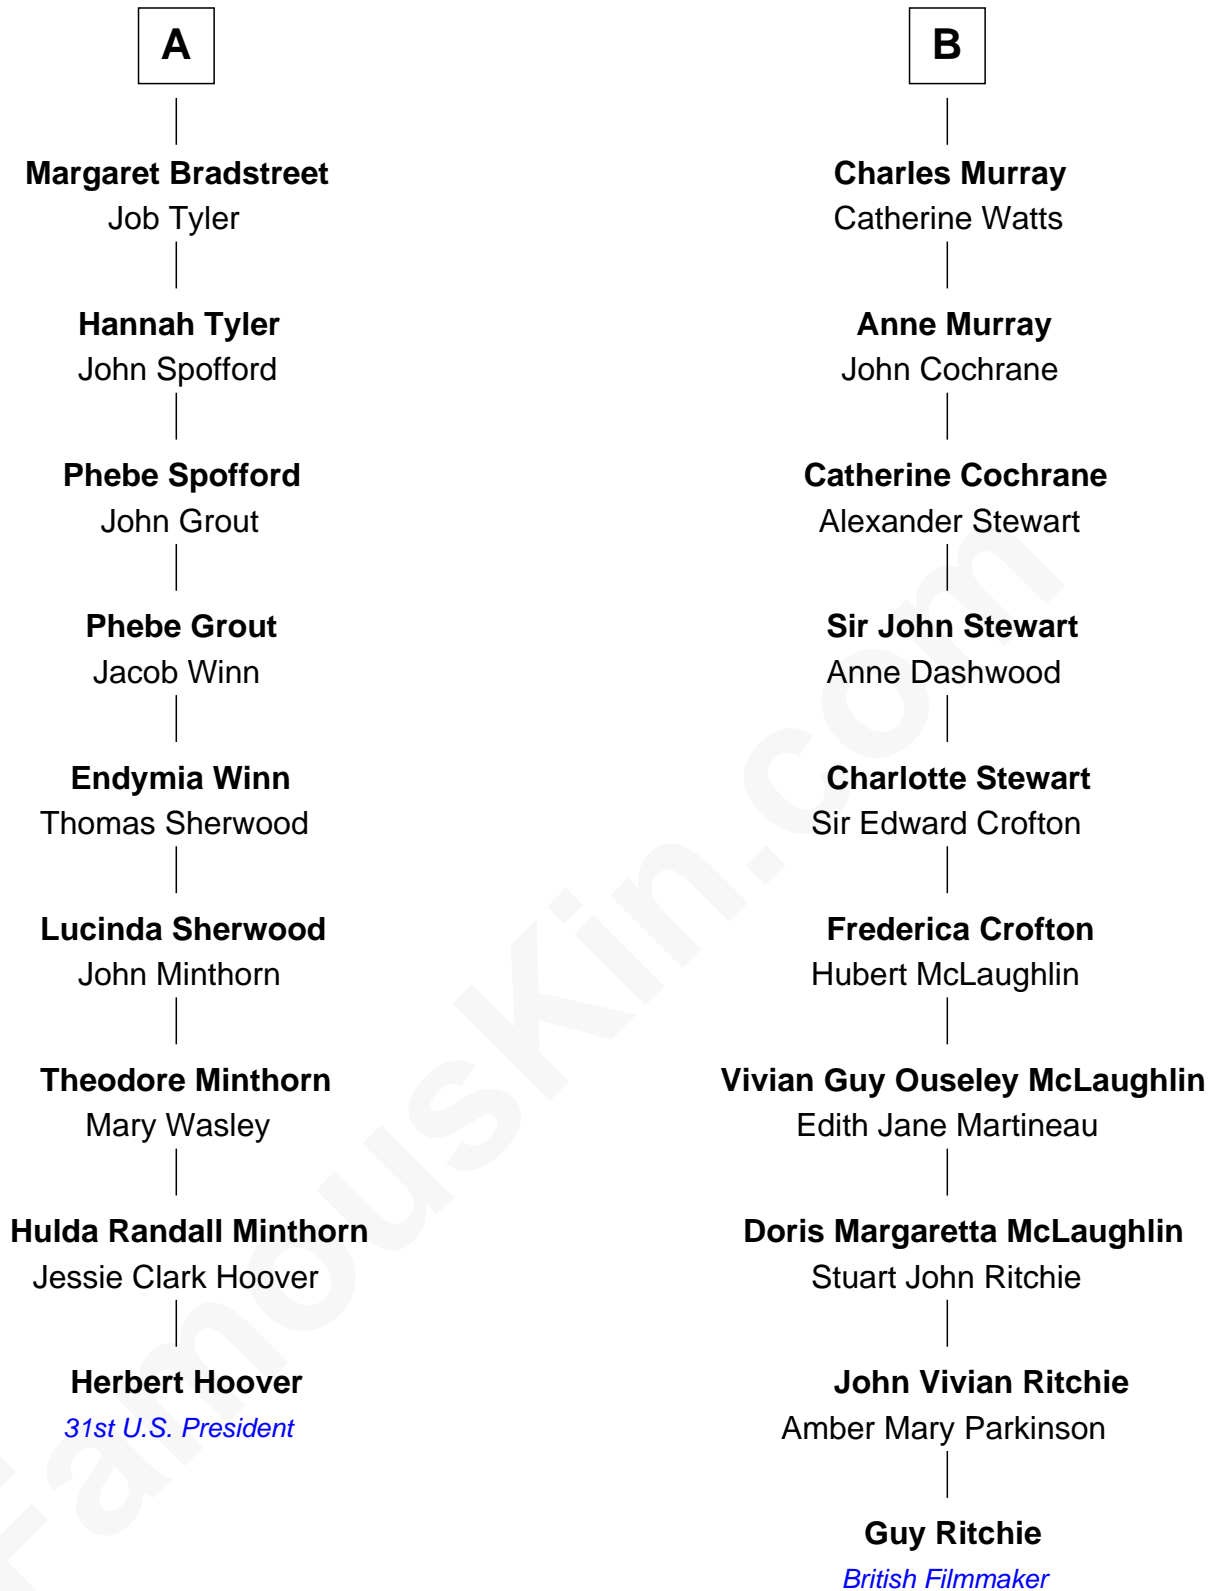 A
Margaret Bradstreet
Job Tyler
Hannah Tyler
John Spofford
Phebe Spofford
John Grout
Phebe Grout
Jacob Winn
Endymia Winn
Thomas Sherwood
Lucinda Sherwood
John Minthorn
Theodore Minthorn
Mary Wasley
Hulda Randall Minthorn
Jessie Clark Hoover
Herbert Hoover
31st U.S. President
B
Charles Murray
Catherine Watts
Anne Murray
John Cochrane
Catherine Cochrane
Alexander Stewart
Sir John Stewart
Anne Dashwood
Charlotte Stewart
Sir Edward Crofton
Frederica Crofton
Hubert McLaughlin
Vivian Guy Ouseley McLaughlin
Edith Jane Martineau
Doris Margaretta McLaughlin
Stuart John Ritchie
John Vivian Ritchie
Amber Mary Parkinson
Guy Ritchie
British Filmmaker
FamousKin.com